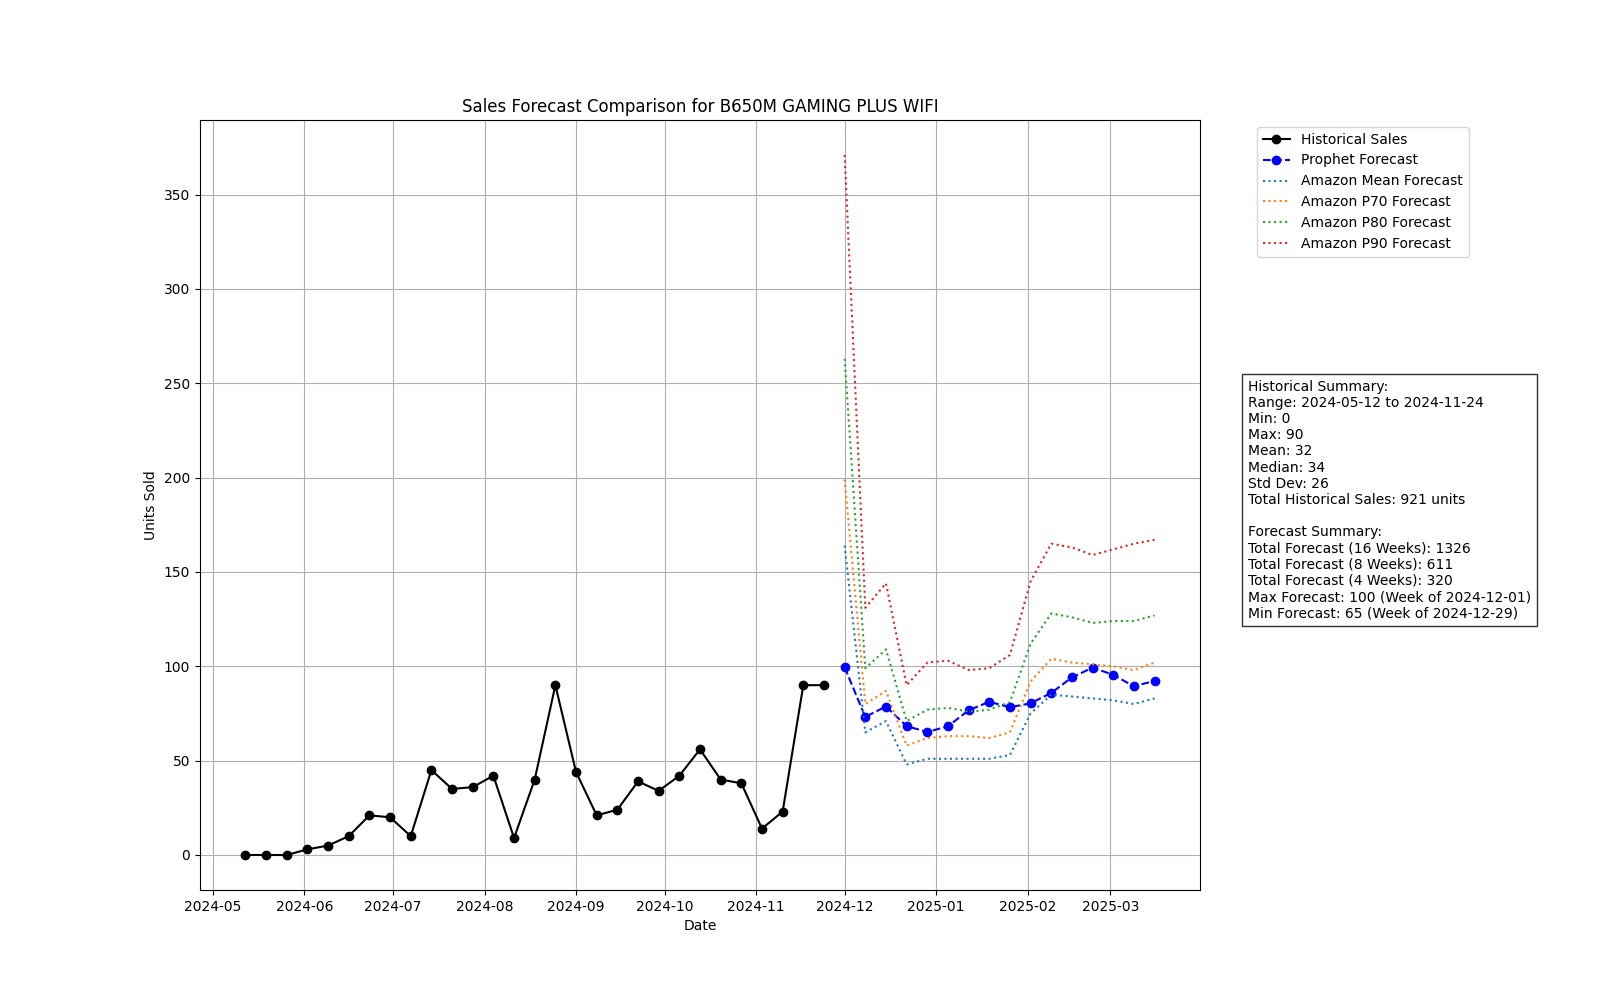 Sales Forecast Comparison for B650M GAMING PLUS WIFI
350
300
250
200
150
100
50
0
Units Sold
2024-05
2024-06
2024-07
2024-08
2024-09
2024-10
2024-11
2024-12
2025-01
2025-02
2025-03
Date
Historical Sales
Prophet Forecast
Amazon Mean Forecast
Amazon P70 Forecast
Amazon P80 Forecast
Amazon P90 Forecast
Historical Summary:
Range: 2024-05-12 to 2024-11-24
Min: 0
Max: 90
Mean: 32
Median: 34
Std Dev: 26
Total Historical Sales: 921 units
Forecast Summary:
Total Forecast (16 Weeks): 1326
Total Forecast (8 Weeks): 611
Total Forecast (4 Weeks): 320
Max Forecast: 100 (Week of 2024-12-01)
Min Forecast: 65 (Week of 2024-12-29)